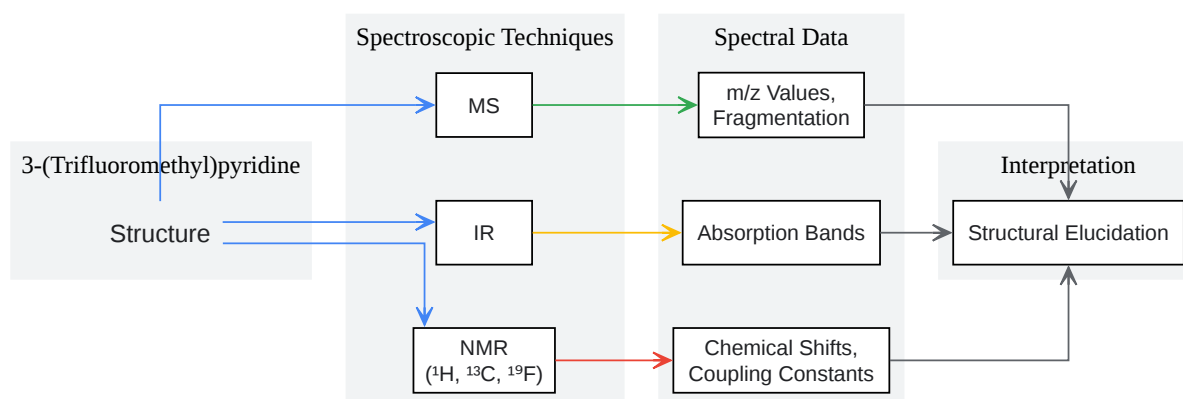 Spectroscopic Techniques
Spectral Data
MS
m/z Values,
Fragmentation
3-(Trifluoromethyl)pyridine
Interpretation
Structure
IR
Absorption Bands
Structural Elucidation
NMR
(¹H, ¹³C, ¹⁹F)
Chemical Shifts,
Coupling Constants